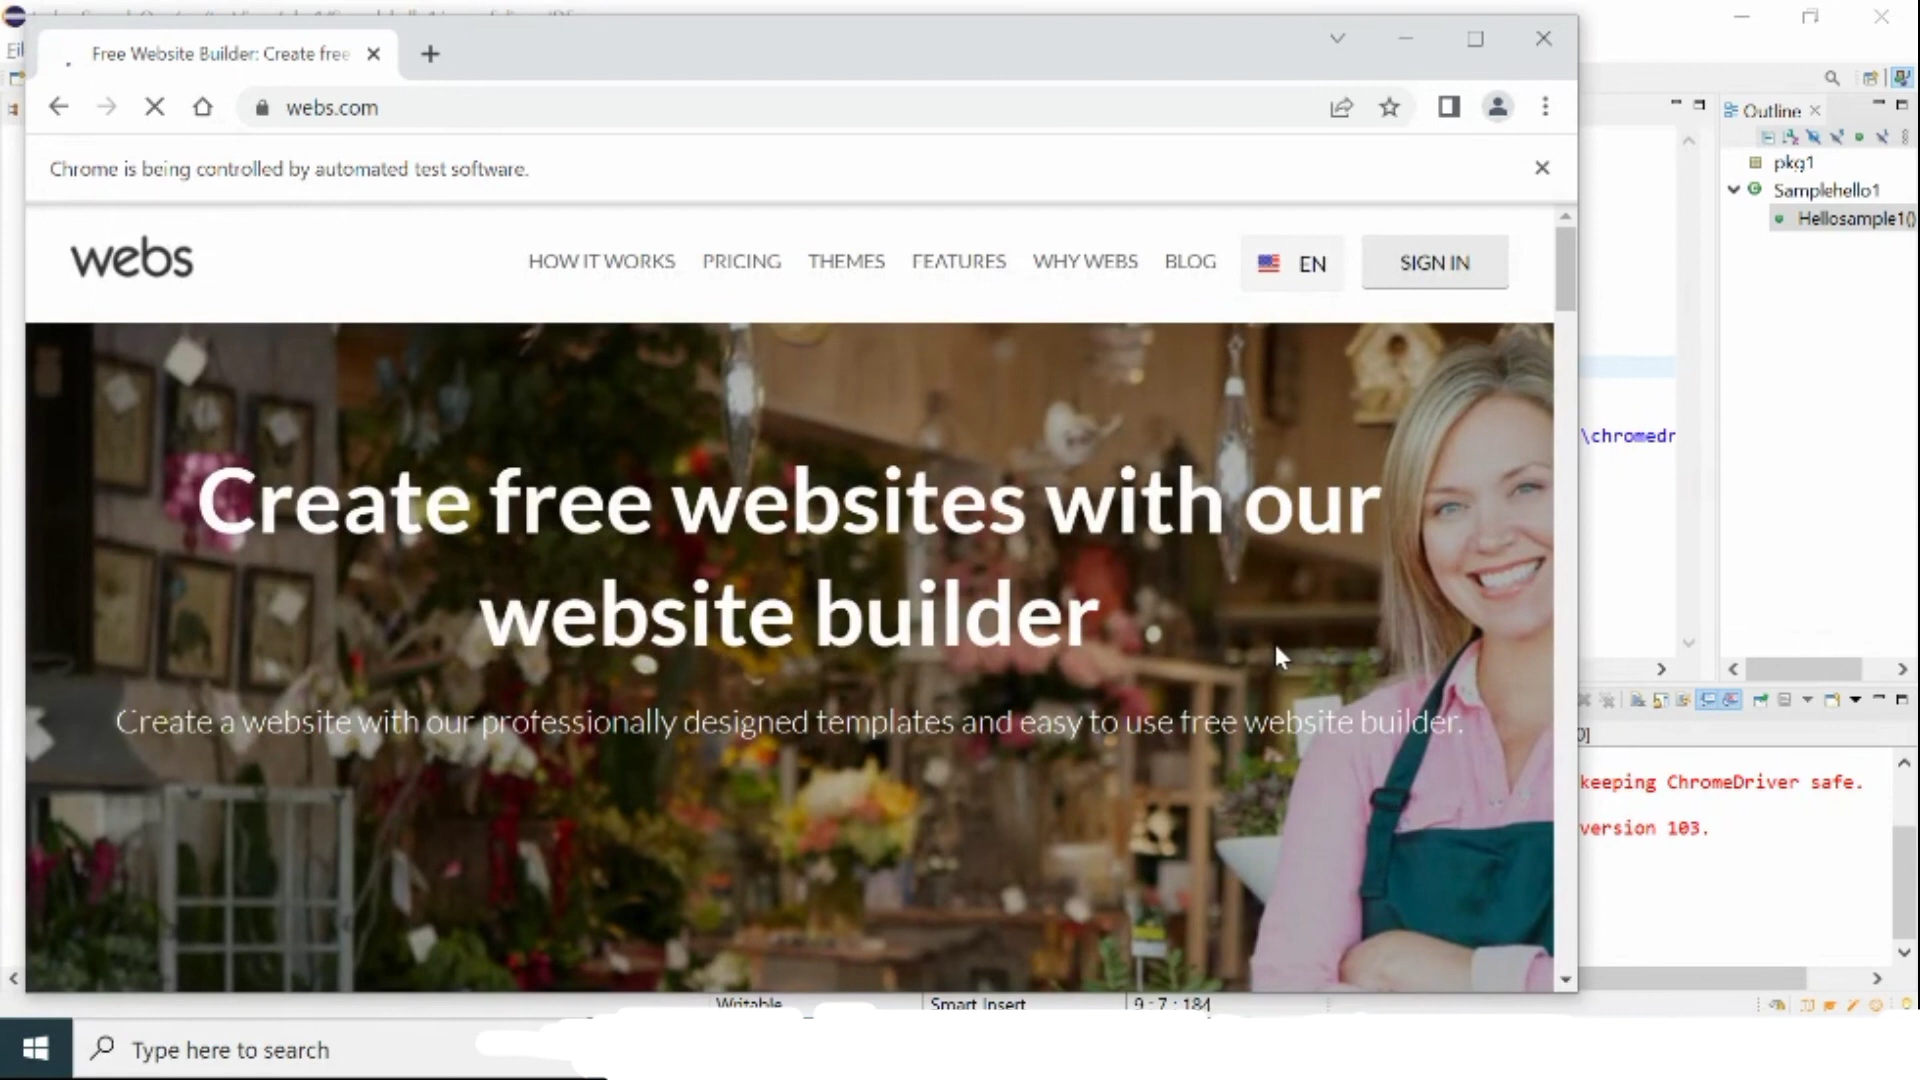 Free Website Builder: Create free
webs.com
Chrome is being controlled by automated test software.
webs
HOW IT WORKS
PRICING
THEMES
FEATURES
WHY WEBS
BLOG
EN
SIGN IN
Create free websites with our
website builder
Create a website with our professionally designed templates and easy to use free website builder.
Outline
pkg1
Samplehello1
Hellosample1()
\chromedr
keeping ChromeDriver safe.
version 103.
Writable
Smart Insert
9 : 7 : 184
Type here to search